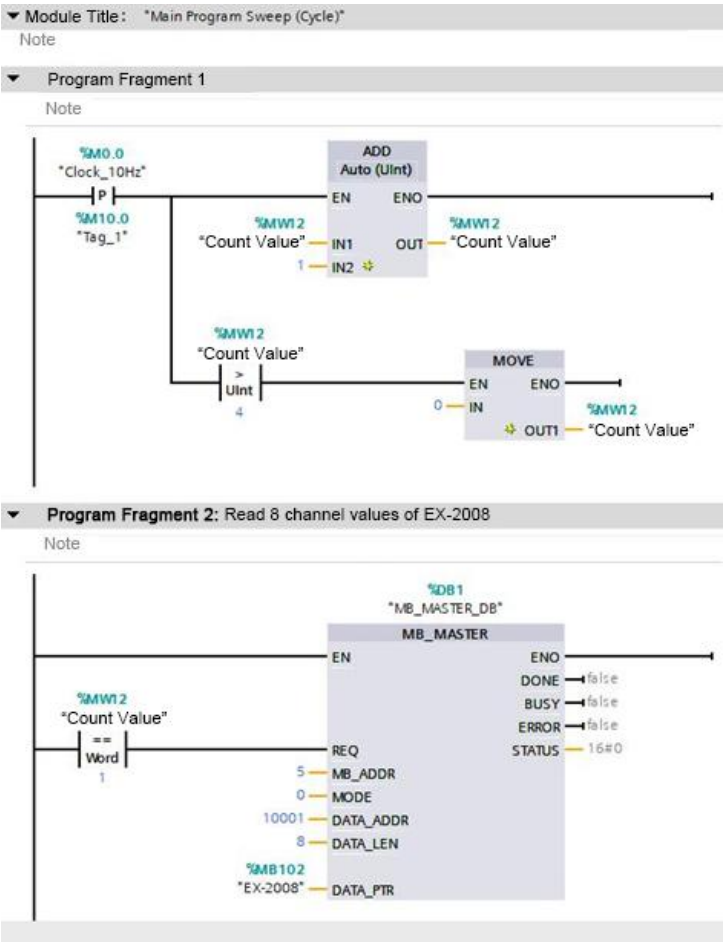 Module Title: "Main Program Sweep (Cycle)"
Note
Program Fragment 1
Note
%M0.0
"Clock_10Hz"
P
%M10.0
"Tag_1"
ADD
Auto (UInt)
EN ENO
%MW12
"Count Value" IN1
1 IN2
%MW12
OUT "Count Value"
%MW12
"Count Value"
>
UInt
4
MOVE
EN ENO
0 IN
%MW12
OUT1 "Count Value"
Program Fragment 2: Read 8 channel values of EX-2008
Note
%DB1
"MB_MASTER_DB"
MB_MASTER
EN ENO
DONE false
BUSY false
ERROR false
STATUS 16#0
%MW12
"Count Value"
==
Word
1
REQ
5 MB_ADDR
0 MODE
10001 DATA_ADDR
8 DATA_LEN
%MB102
"EX-2008" DATA_PTR